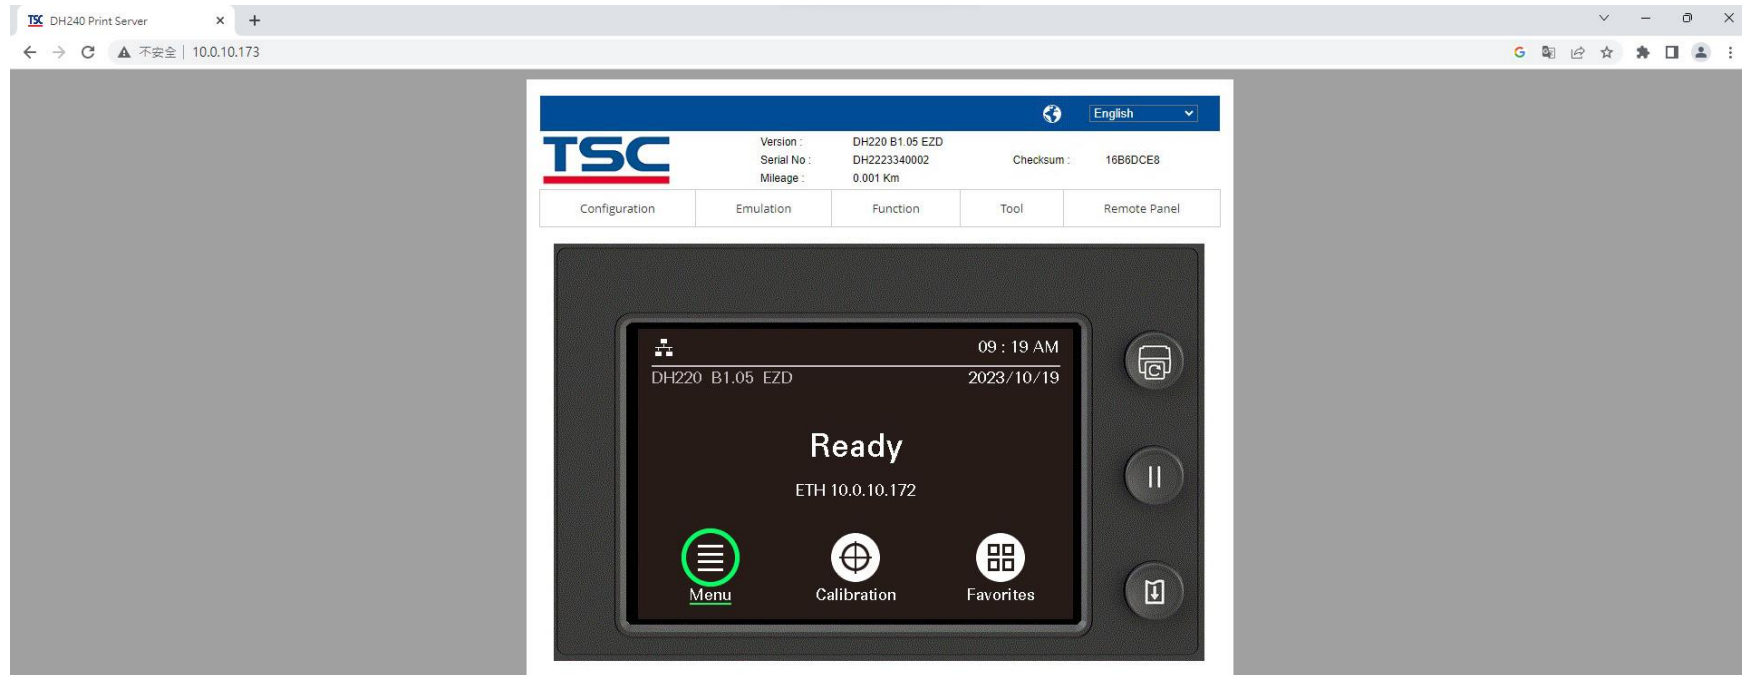 TSC DH240 Print Server
不安全 | 10.0.10.173
English
TSC
Version : DH220 B1.05 EZD
Serial No : DH2223340002 Checksum : 16B6DCE8
Mileage : 0.001 Km
Configuration Emulation Function Tool Remote Panel
09 : 19 AM
DH220 B1.05 EZD 2023/10/19
Ready
ETH 10.0.10.172
Menu Calibration Favorites